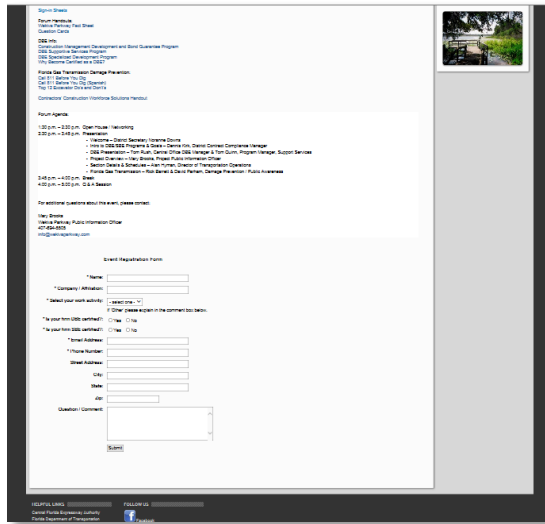 Sign-in Sheets
Forum Handouts
Wekiva Parkway Fact Sheet
Question Cards
DBE Info:
Construction Management Development and Bond Guarantee Program
DBE Supportive Services Program
DBE Specialized Development Program
Why Become Certified as a DBE?
Florida Gas Transmission Damage Prevention:
Call 811 Before You Dig
Call 811 Before You Dig (Spanish)
Top 10 Excavator Do's and Don'ts
Contractors' Construction Workforce Solutions Handout
Forum Agenda:
1:30 p.m. – 2:30 p.m. Open House / Networking
2:30 p.m. – 3:45 p.m. Presentation
• Welcome – District Secretary Noranne Downs
• Intro to DBE/SBE Programs & Goals – Dennis Kirk, District Contract Compliance Manager
• DBE Presentation – Tom Rush, Central Office DBE Manager & Tom Gunn, Program Manager, Support Services
• Project Overview – Mary Brooks, Project Public Information Officer
• Section Details & Schedules – Alan Hyman, Director of Transportation Operations
• Florida Gas Transmission – Rick Barrett & David Perham, Damage Prevention / Public Awareness
3:45 p.m. – 4:00 p.m. Break
4:00 p.m. – 5:00 p.m. Q & A Session
For additional questions about this event, please contact:
Mary Brooks
Wekiva Parkway Public Information Officer
407-694-5505
info@wekivaparkway.com
Event Registration Form
* Name:
* Company / Affiliation:
* Select your work activity: - select one -
If 'Other' please explain in the comment box below.
* Is your firm DBE certified?: Yes No
* Is your firm SBE certified?: Yes No
* Email Address:
* Phone Number:
Street Address:
City:
State:
Zip:
Question / Comment:
Submit
HELPFUL LINKS FOLLOW US
Central Florida Expressway Authority
Florida Department of Transportation Facebook